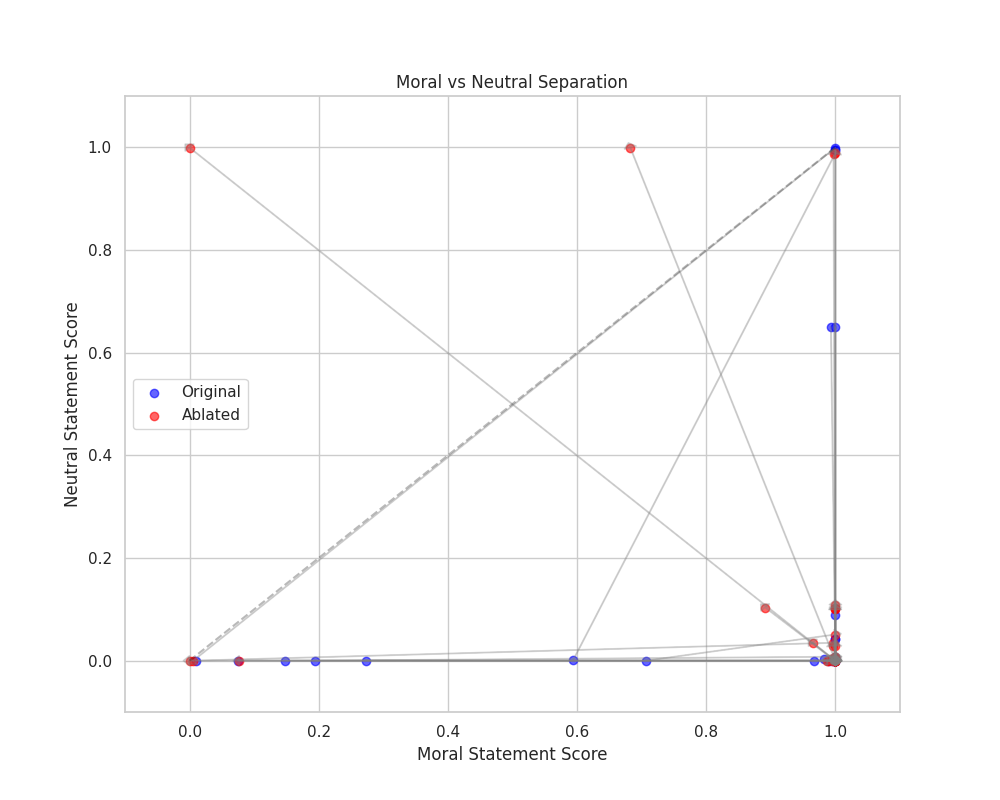 Moral vs Neutral Separation
Neutral Statement Score
1.0
0.8
0.6
0.4
0.2
0.0
Original
Ablated
0.0 0.2 0.4 0.6 0.8 1.0
Moral Statement Score